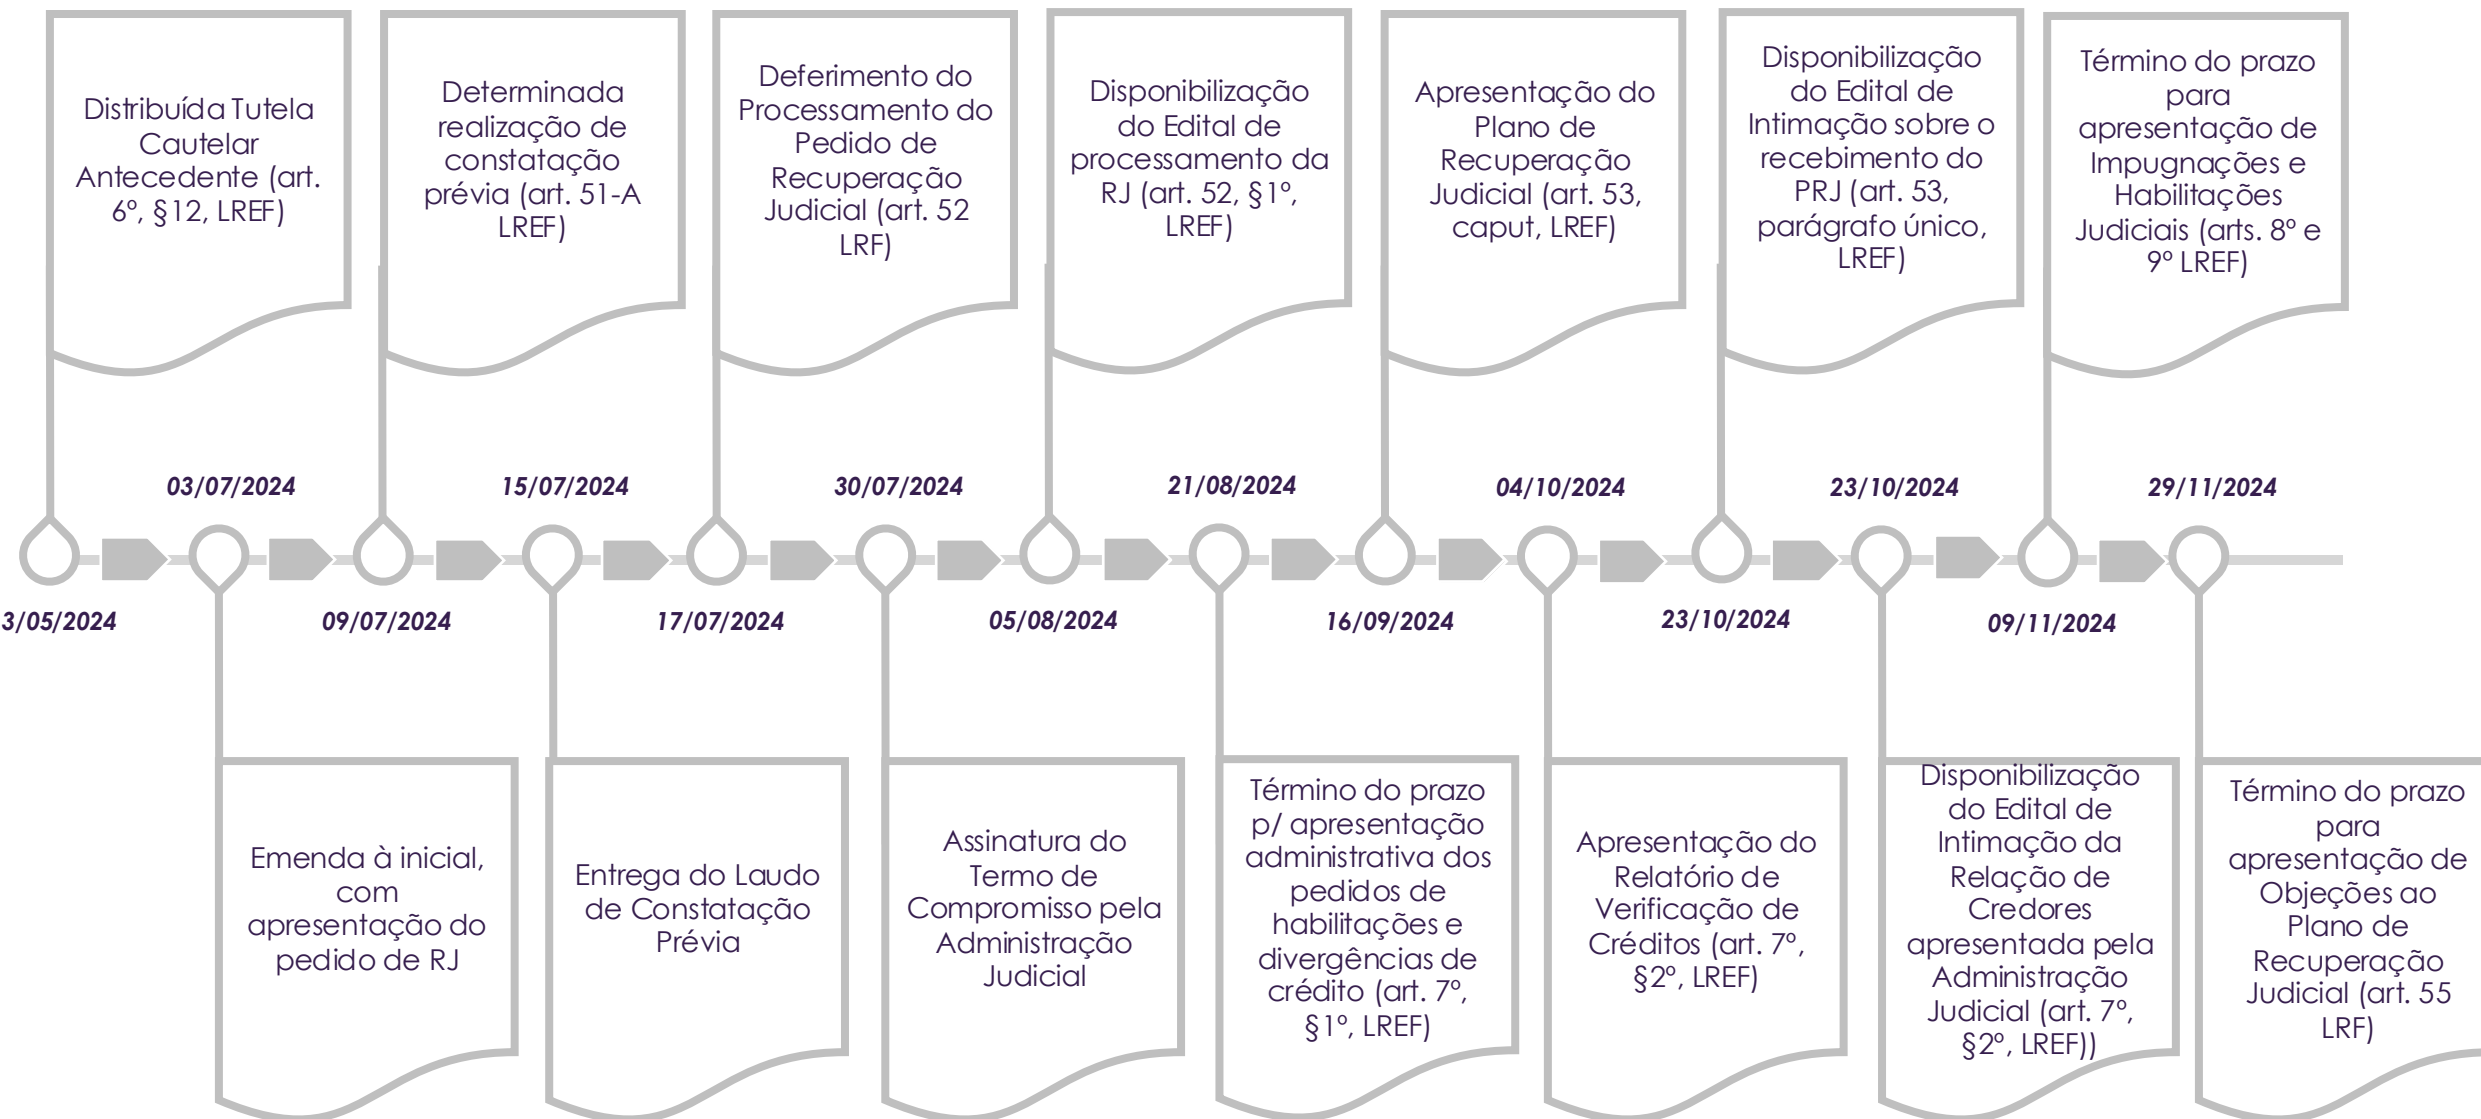 Distribuída Tutela
Cautelar
Antecedente (art.
6º, §12, LREF)
Determinada
realização de
constatação
prévia (art. 51-A
LREF)
Deferimento do
Processamento do
Pedido de
Recuperação
Judicial (art. 52
LRF)
Disponibilização
do Edital de
processamento da
RJ (art. 52, §1º,
LREF)
Apresentação do
Plano de
Recuperação
Judicial (art. 53,
caput, LREF)
Disponibilização
do Edital de
Intimação sobre o
recebimento do
PRJ (art. 53,
parágrafo único,
LREF)
Término do prazo
para
apresentação de
Impugnações e
Habilitações
Judiciais (arts. 8º e
9º LREF)
03/07/2024
15/07/2024
30/07/2024
21/08/2024
04/10/2024
23/10/2024
29/11/2024
3/05/2024
09/07/2024
17/07/2024
05/08/2024
16/09/2024
23/10/2024
09/11/2024
Emenda à inicial,
com
apresentação do
pedido de RJ
Entrega do Laudo
de Constatação
Prévia
Assinatura do
Termo de
Compromisso pela
Administração
Judicial
Término do prazo
p/ apresentação
administrativa dos
pedidos de
habilitações e
divergências de
crédito (art. 7º,
§1º, LREF)
Apresentação do
Relatório de
Verificação de
Créditos (art. 7º,
§2º, LREF)
Disponibilização
do Edital de
Intimação da
Relação de
Credores
apresentada pela
Administração
Judicial (art. 7º,
§2º, LREF))
Término do prazo
para
apresentação de
Objeções ao
Plano de
Recuperação
Judicial (art. 55
LRF)